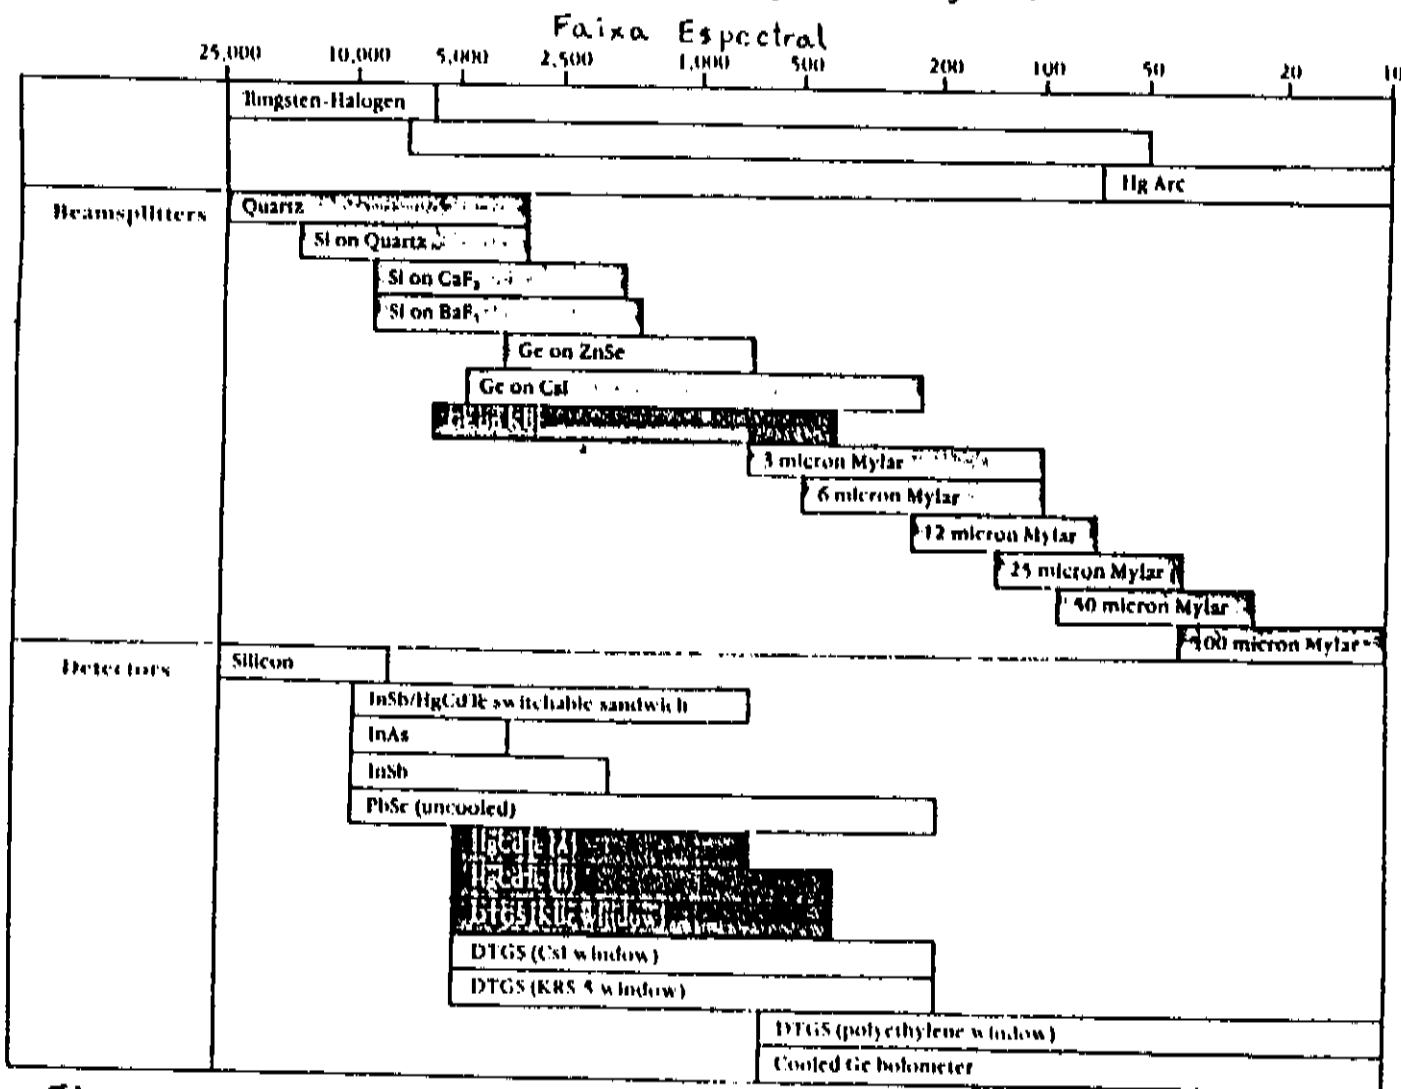 Faixa Espectral
25,000 10,000 5,000 2,500 1,000 500 200 100 50 20 10
Tungsten-Halogen
Hg Arc
Beamsplitters
Quartz
Si on Quartz
Si on CaF₂
Si on BaF₂
Ge on ZnSe
Ge on CsI
3 micron Mylar
6 micron Mylar
12 micron Mylar
25 micron Mylar
50 micron Mylar
100 micron Mylar
Detectors
Silicon
InSb/HgCdTe switchable sandwich
InAs
InSb
PbSe (uncooled)
HgCdTe (A)
HgCdTe (B)
DTGS (KBr window)
DTGS (CsI window)
DTGS (KRS-5 window)
DTGS (polyethylene window)
Cooled Ge bolometer